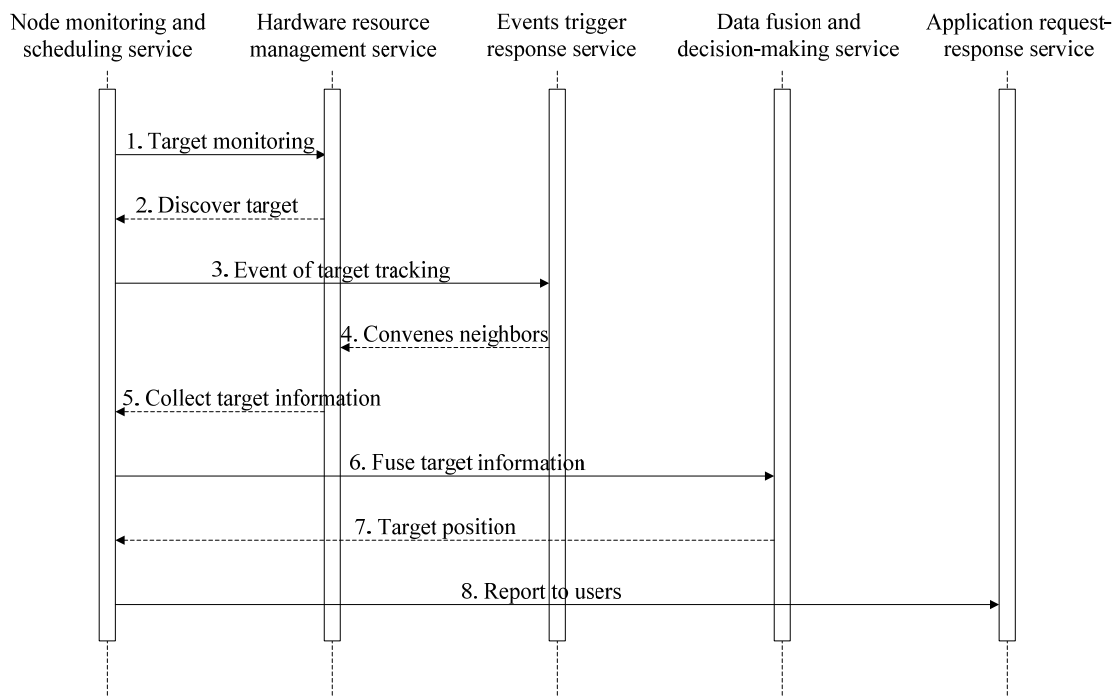 Node monitoring and
scheduling service
Hardware resource
management service
Events trigger
response service
Data fusion and
decision-making service
Application request-
response service
1. Target monitoring
2. Discover target
3. Event of target tracking
4. Convenes neighbors
5. Collect target information
6. Fuse target information
7. Target position
8. Report to users